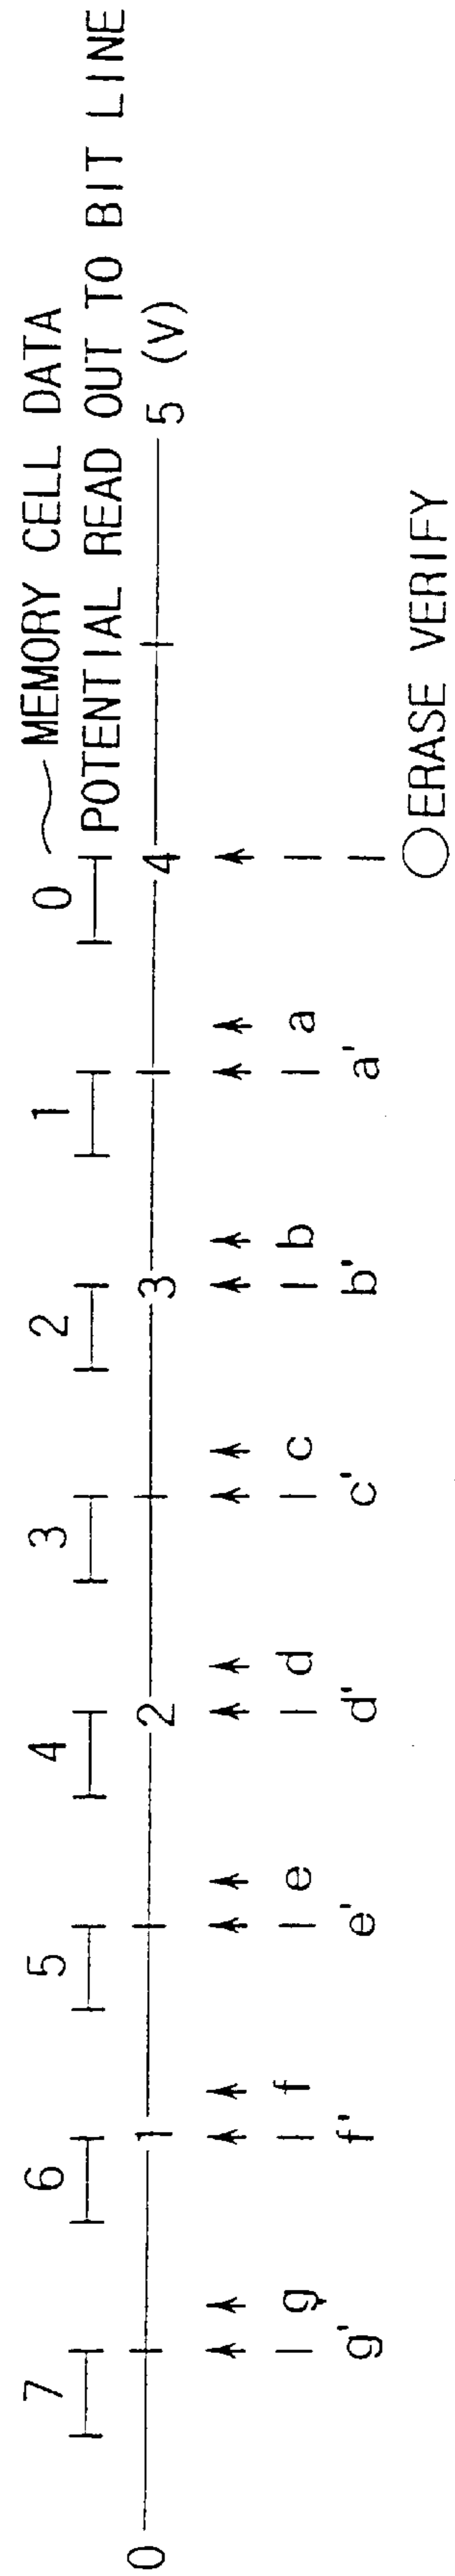 7 6 5 4 3 2 1 0 MEMORY CELL DATA
POTENTIAL READ OUT TO BIT LINE
0 1 2 3 4 5 (V)
g f e d c b a
g' f' e' d' c' b' a'
ERASE VERIFY